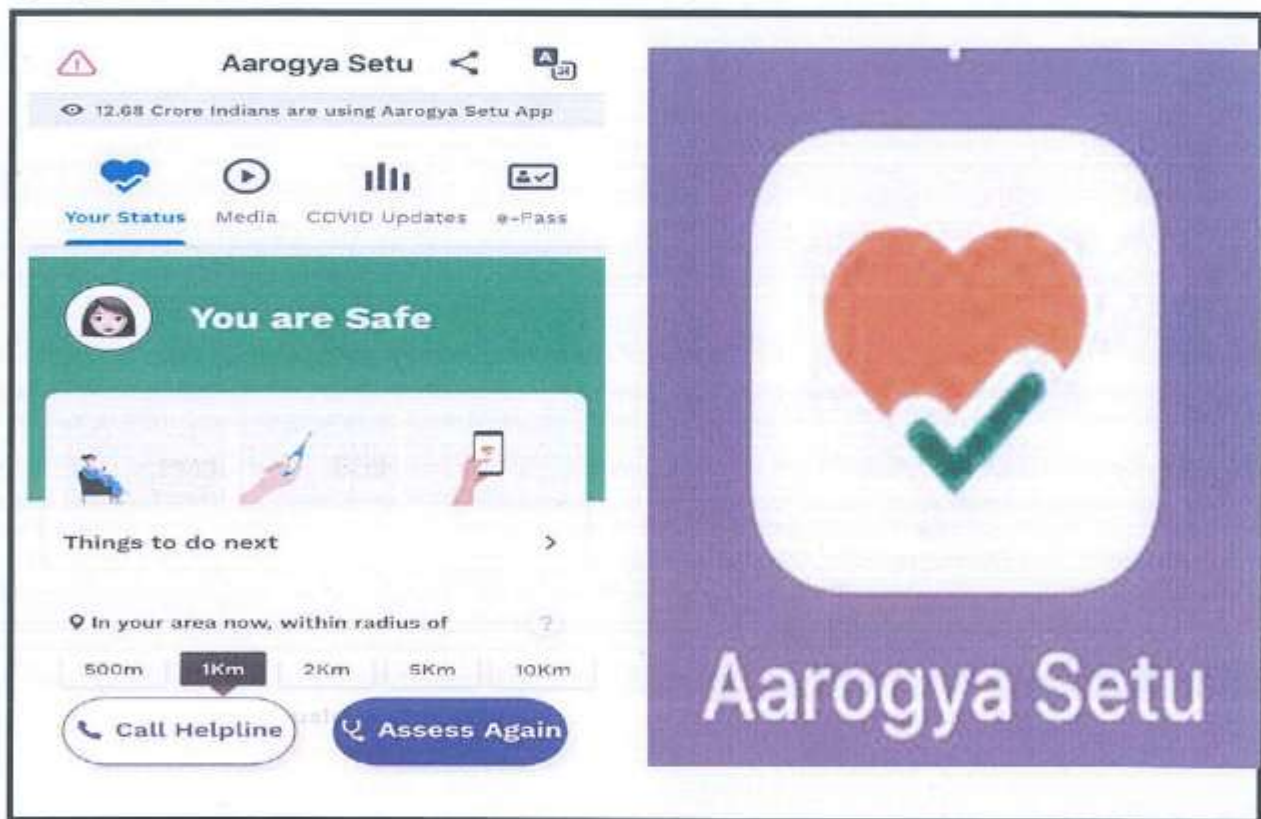 Aarogya Setu
12.68 Crore Indians are using Aarogya Setu App
Your Status Media COVID Updates e-Pass
You are Safe
Things to do next
In your area now, within radius of ?
500m 1Km 2Km 5Km 10Km
Call Helpline Assess Again
Aarogya Setu